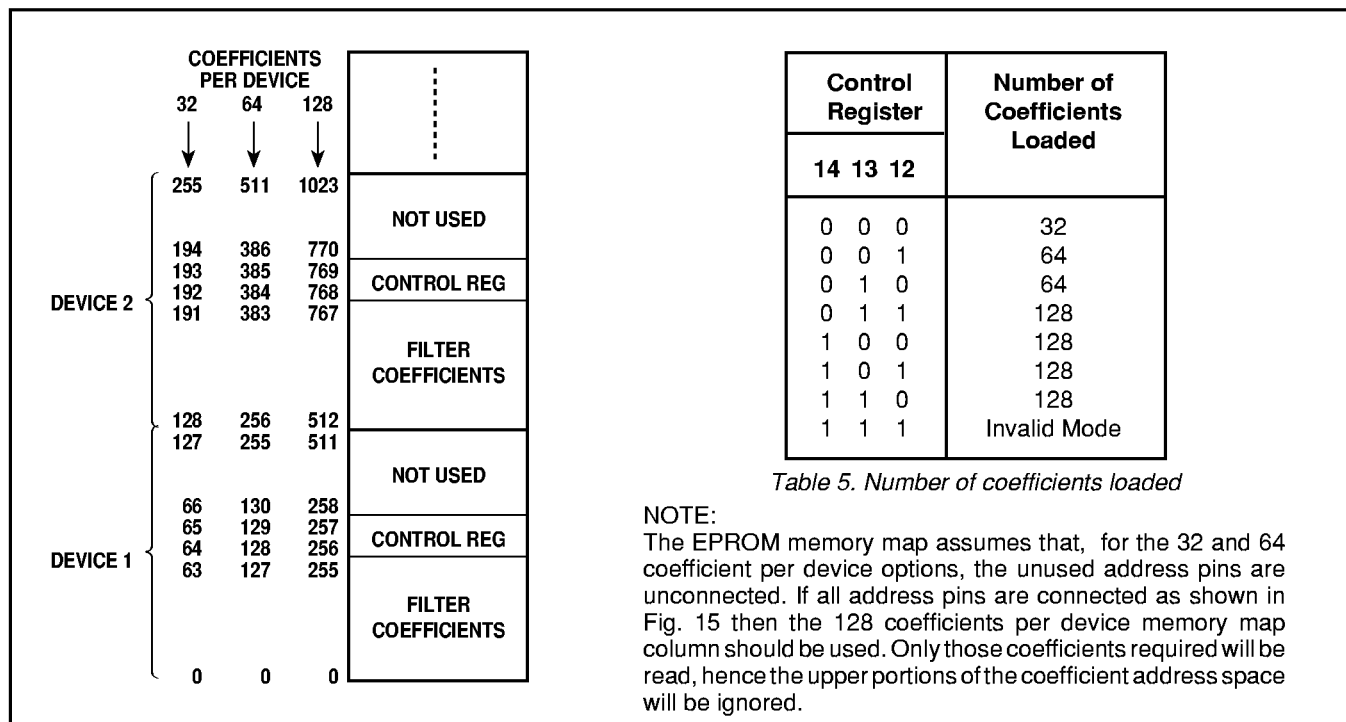 COEFFICIENTS
PER DEVICE
32 64 128
255 511 1023
NOT USED
194 386 770
193 385 769
CONTROL REG
192 384 768
DEVICE 2
191 383 767
FILTER
COEFFICIENTS
128 256 512
127 255 511
NOT USED
66 130 258
65 129 257
CONTROL REG
64 128 256
DEVICE 1
63 127 255
FILTER
COEFFICIENTS
0 0 0
Control
Register
Number of
Coefficients
Loaded
14 13 12
0 0 0 32
0 0 1 64
0 1 0 64
0 1 1 128
1 0 0 128
1 0 1 128
1 1 0 128
1 1 1 Invalid Mode
Table 5. Number of coefficients loaded
NOTE:
The EPROM memory map assumes that, for the 32 and 64
coefficient per device options, the unused address pins are
unconnected. If all address pins are connected as shown in
Fig. 15 then the 128 coefficients per device memory map
column should be used. Only those coefficients required will be
read, hence the upper portions of the coefficient address space
will be ignored.